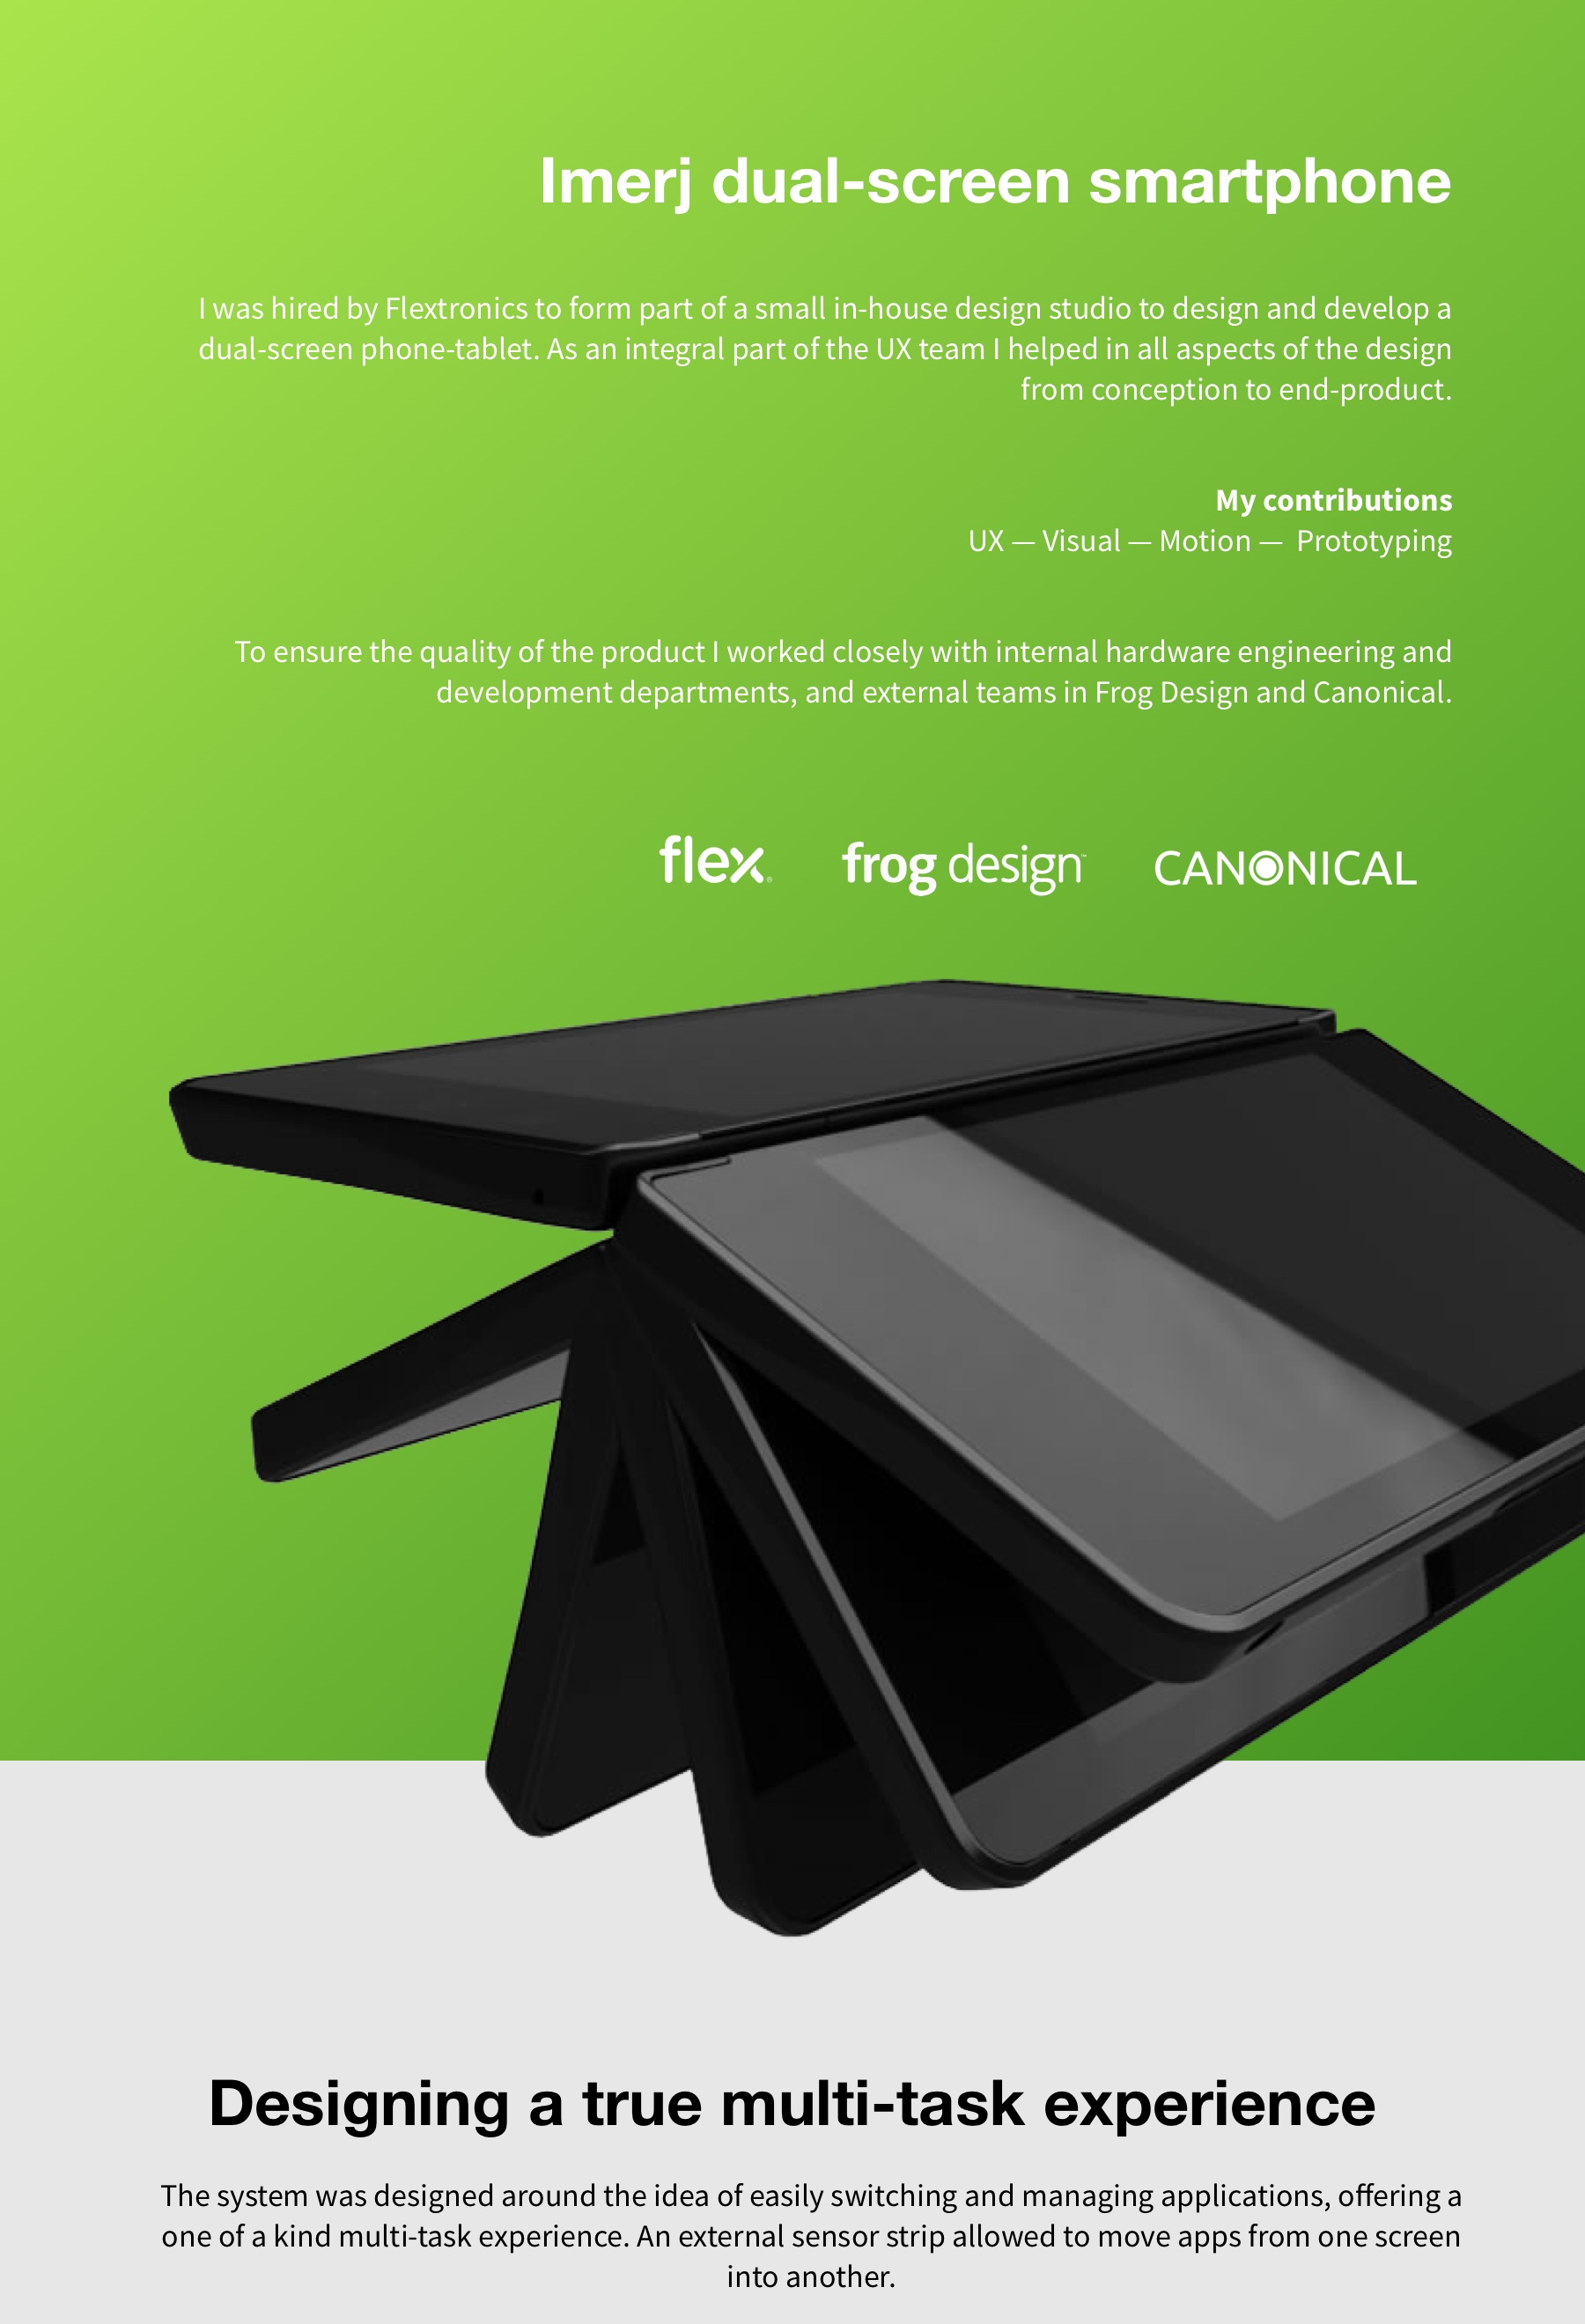 Imerj dual-screen smartphone
I was hired by Flextronics to form part of a small in-house design studio to design and develop a
dual-screen phone-tablet. As an integral part of the UX team I helped in all aspects of the design
from conception to end-product.
My contributions
UX — Visual — Motion —  Prototyping
To ensure the quality of the product I worked closely with internal hardware engineering and
development departments, and external teams in Frog Design and Canonical.
flex® frog design™ CANONICAL
Designing a true multi-task experience
The system was designed around the idea of easily switching and managing applications, offering a
one of a kind multi-task experience. An external sensor strip allowed to move apps from one screen
into another.